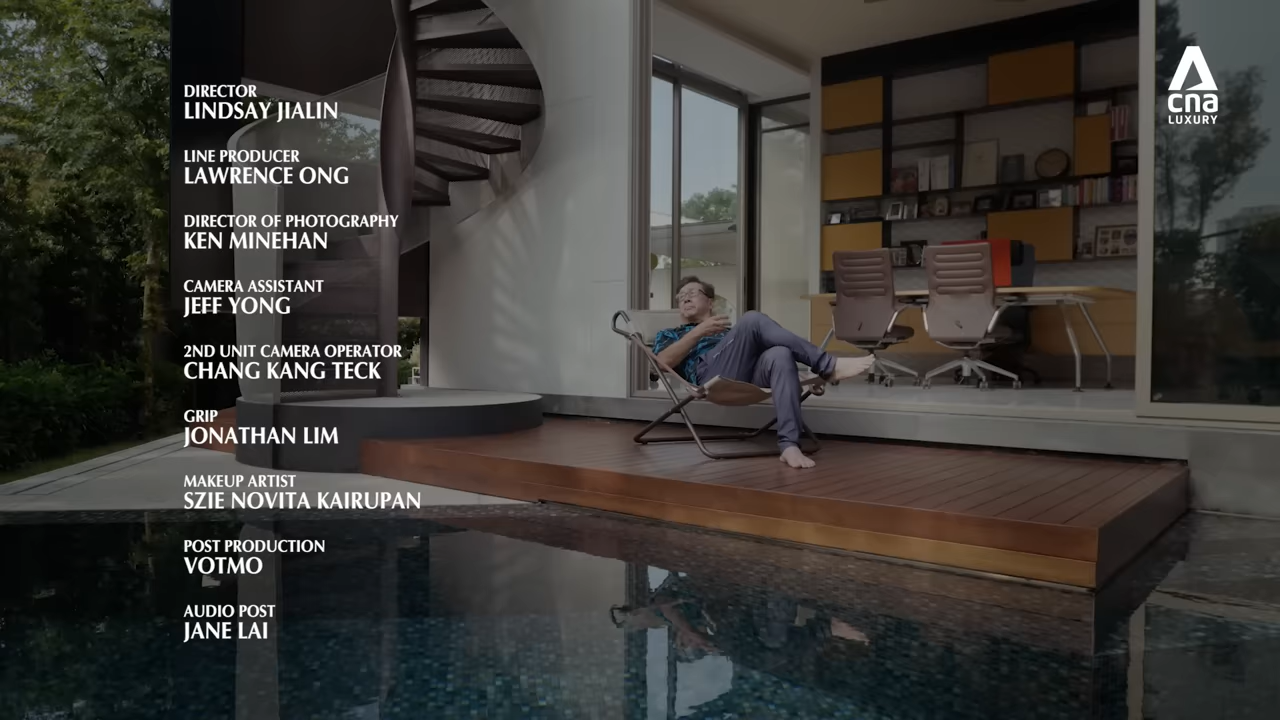 DIRECTOR
LINDSAY JIALIN
LINE PRODUCER
LAWRENCE ONG
DIRECTOR OF PHOTOGRAPHY
KEN MINEHAN
CAMERA ASSISTANT
JEFF YONG
2ND UNIT CAMERA OPERATOR
CHANG KANG TECK
GRIP
JONATHAN LIM
MAKEUP ARTIST
SZIE NOVITA KAIRUPAN
POST PRODUCTION
VOTMO
AUDIO POST
JANE LAI
cna
LUXURY